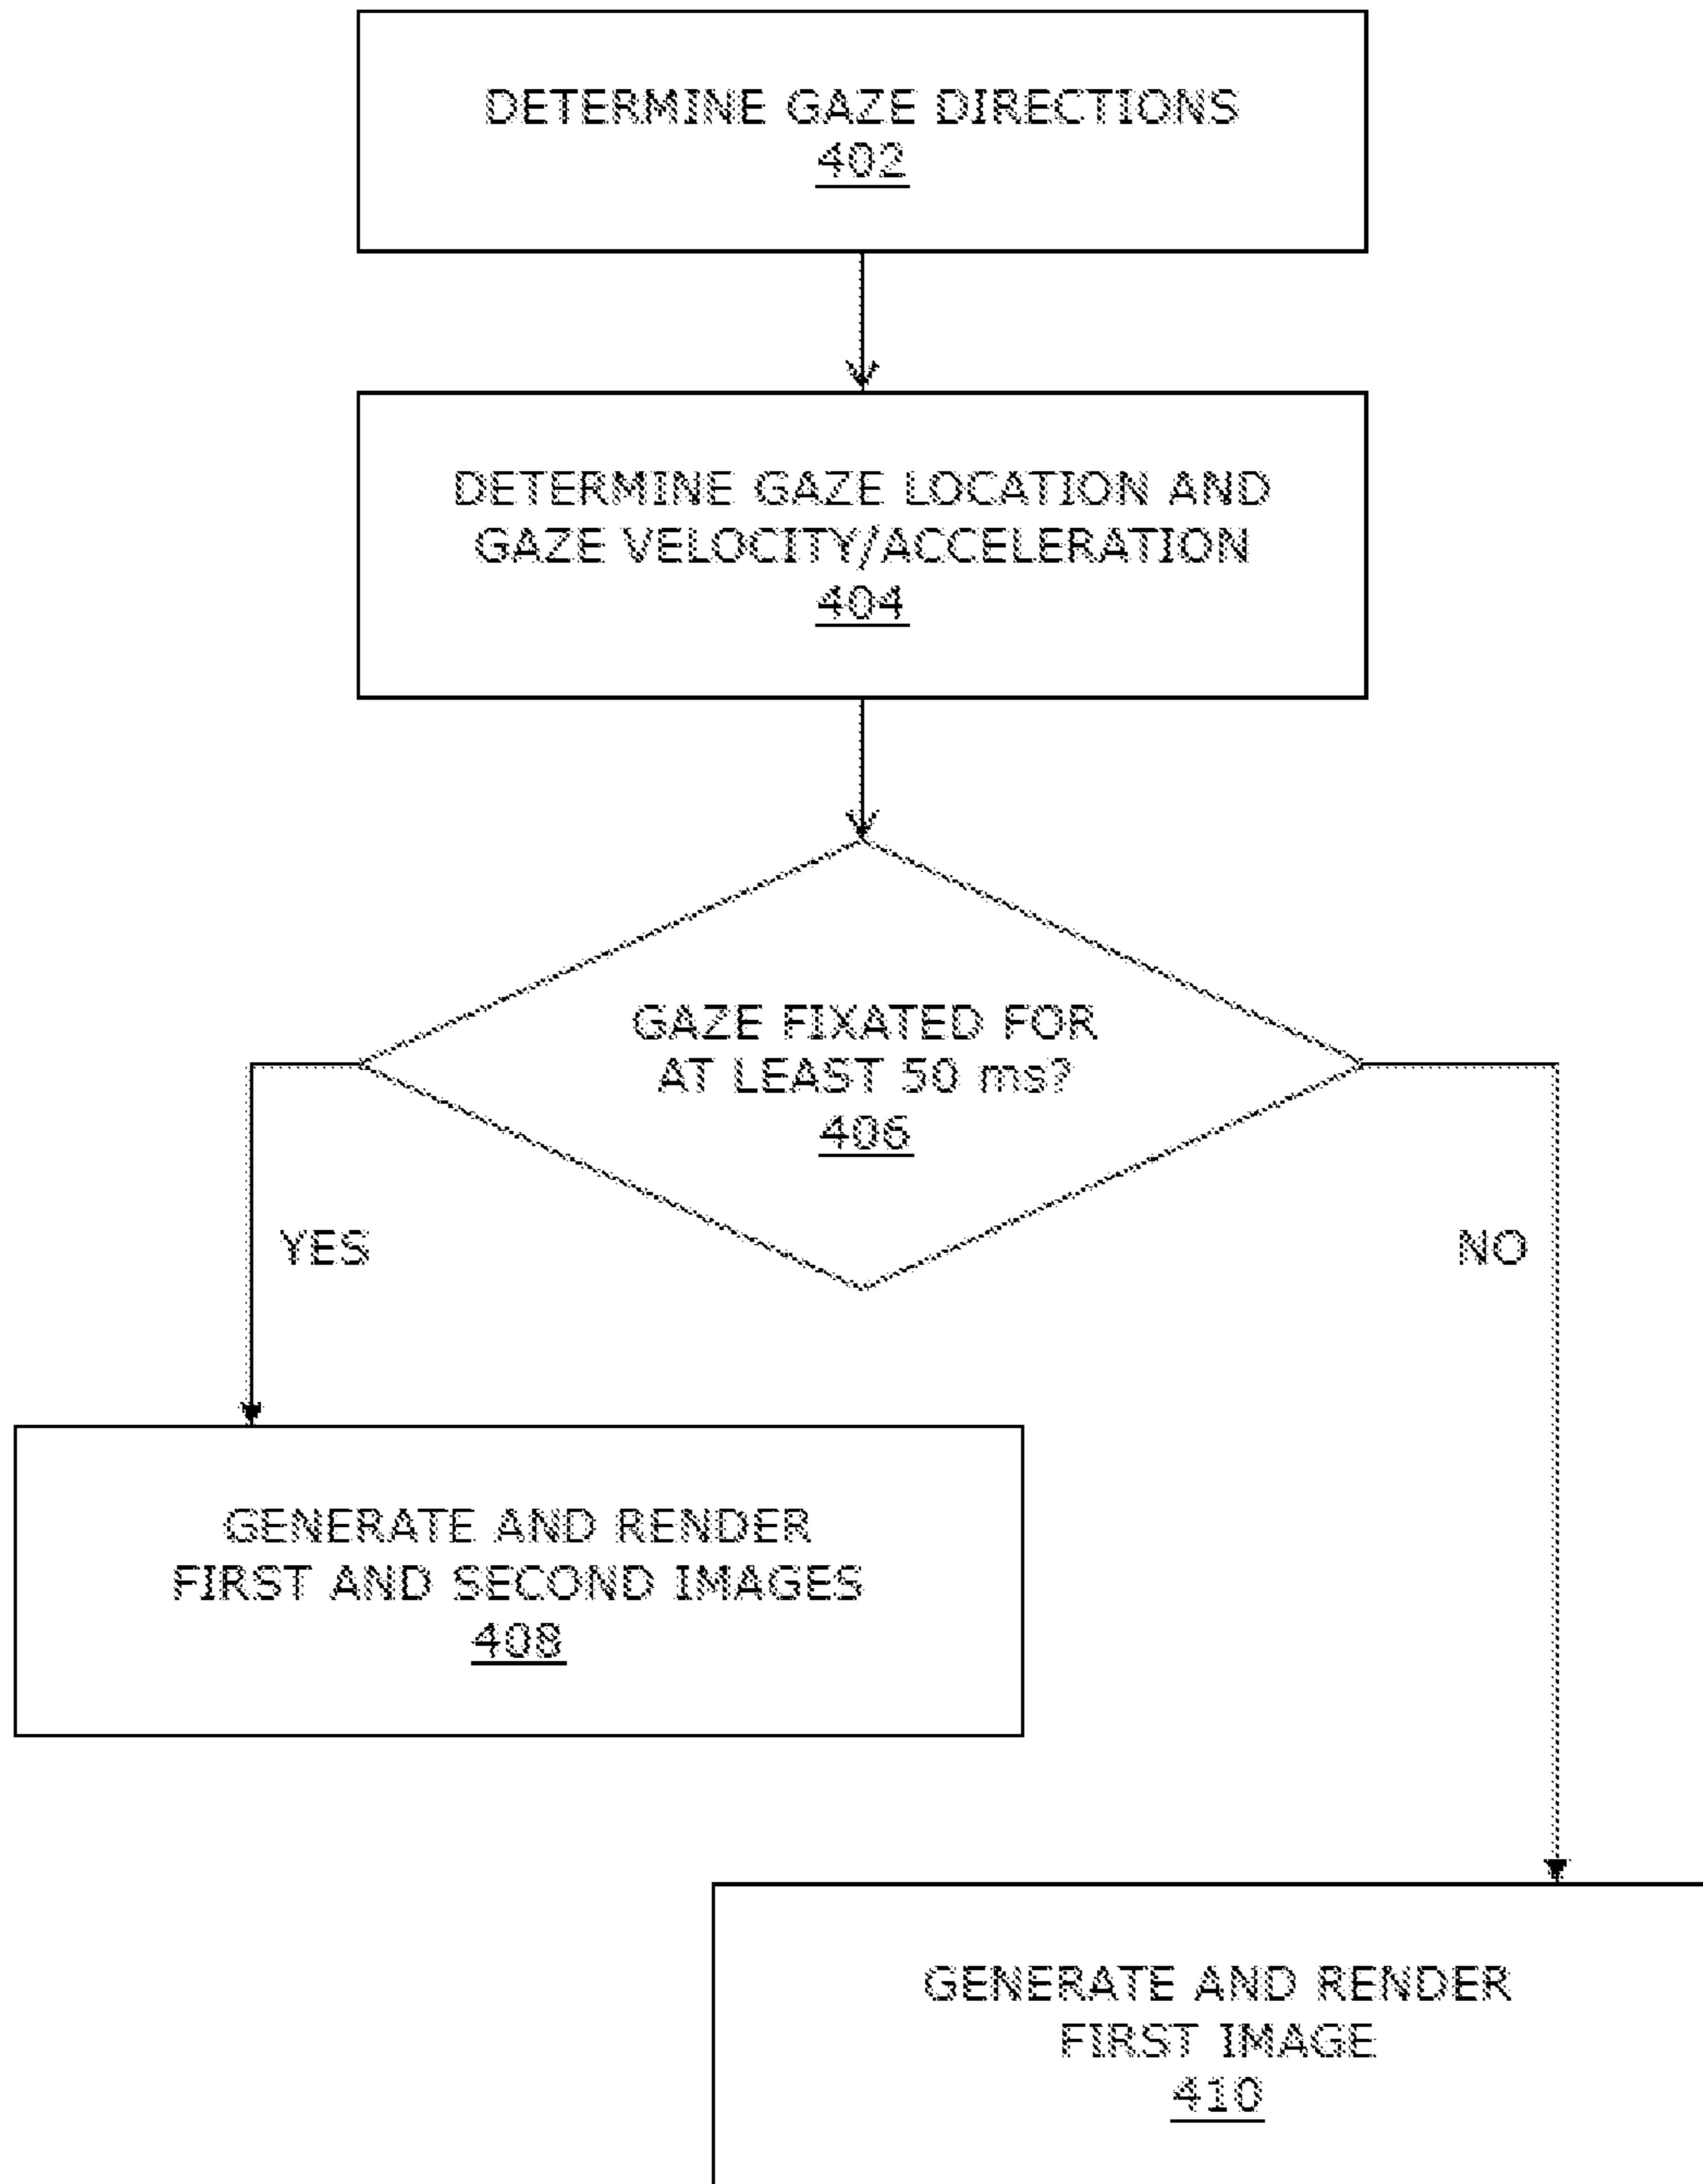 DETERMINE GAZE DIRECTIONS
402
DETERMINE GAZE LOCATION AND
GAZE VELOCITY/ACCELERATION
404
GAZE FIXATED FOR
AT LEAST 50 ms?
406
YES
NO
GENERATE AND RENDER
FIRST AND SECOND IMAGES
408
GENERATE AND RENDER
FIRST IMAGE
410